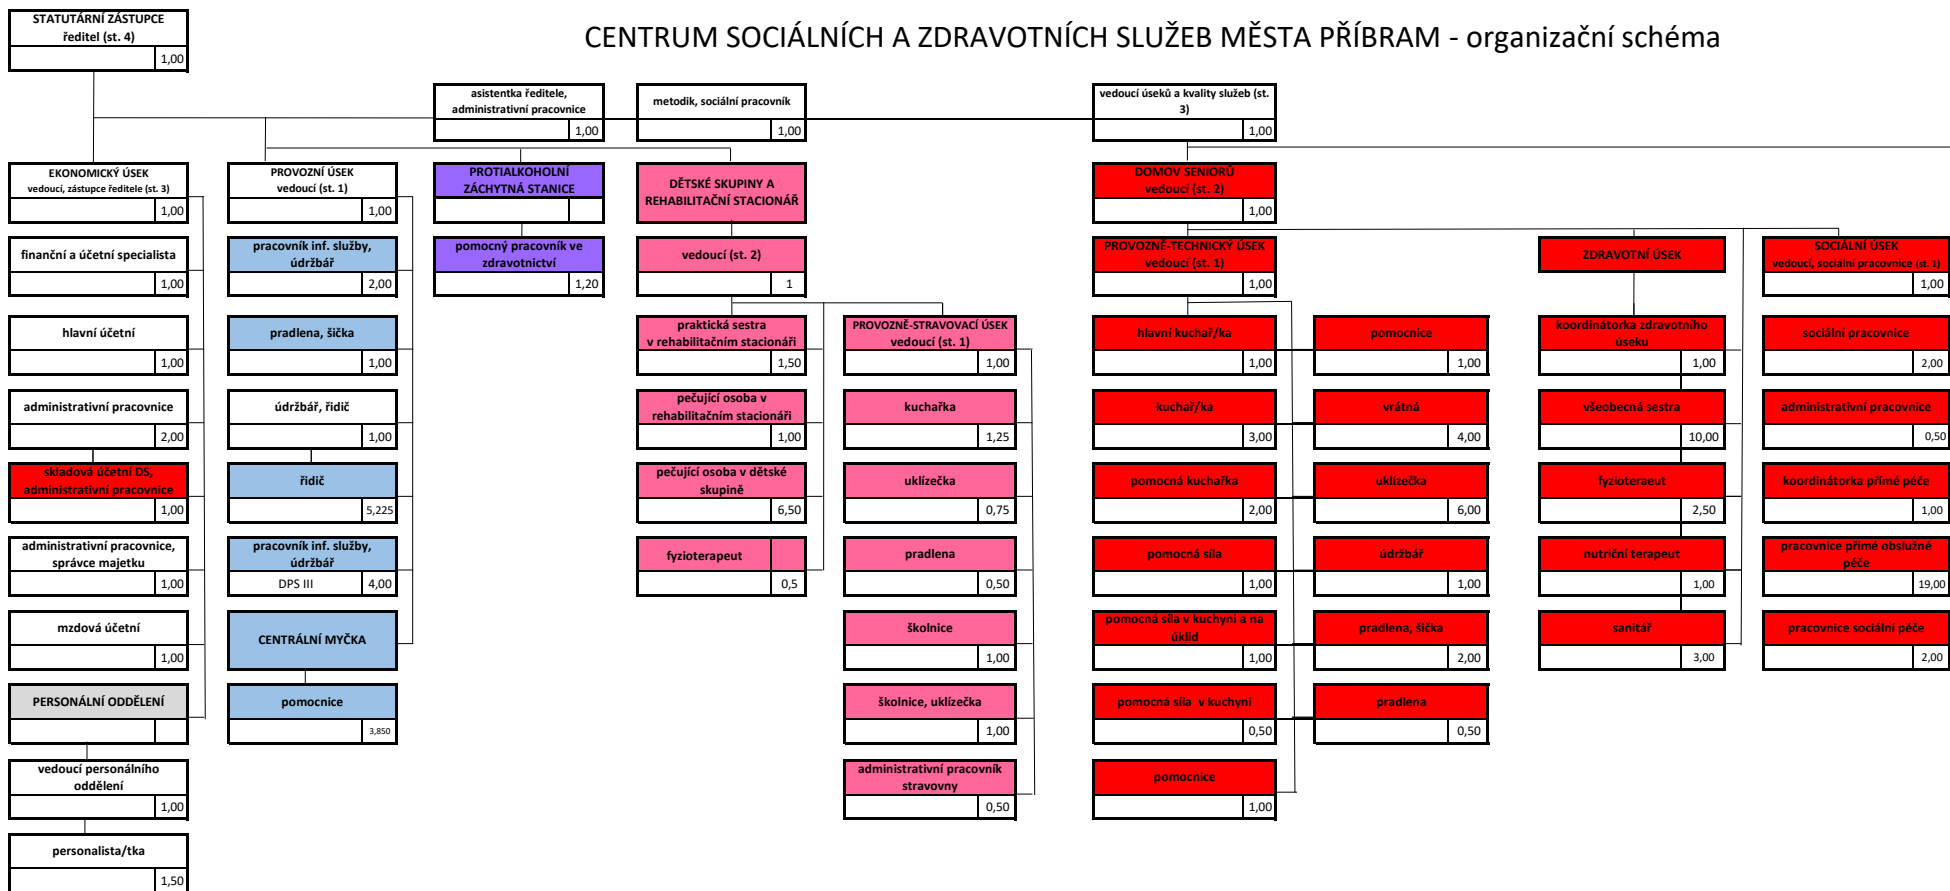 STATUTÁRNÍ ZÁSTUPCE
ředitel (st. 4)
1,00
CENTRUM SOCIÁLNÍCH A ZDRAVOTNÍCH SLUŽEB MĚSTA PŘÍBRAM - organizační schéma
asistentka ředitele,
administrativní pracovnice
1,00
metodik, sociální pracovník
1,00
vedoucí úseků a kvality služeb (st.
3)
1,00
EKONOMICKÝ ÚSEK
vedoucí, zástupce ředitele (st. 3)
1,00
finanční a účetní specialista
1,00
hlavní účetní
1,00
administrativní pracovnice
2,00
skladová účetní DS,
administrativní pracovnice
1,00
administrativní pracovnice,
správce majetku
1,00
mzdová účetní
1,00
PERSONÁLNÍ ODDĚLENÍ
vedoucí personálního
oddělení
1,00
personalista/tka
1,50
PROVOZNÍ ÚSEK
vedoucí (st. 1)
1,00
pracovník inf. služby,
údržbář
2,00
pradlena, šička
1,00
údržbář, řidič
1,00
řidič
5,225
pracovník inf. služby,
údržbář
DPS III 4,00
CENTRÁLNÍ MYČKA
pomocnice
3,850
PROTIALKOHOLNÍ
ZÁCHYTNÁ STANICE
pomocný pracovník ve
zdravotnictví
1,20
DĚTSKÉ SKUPINY A
REHABILITAČNÍ STACIONÁŘ
vedoucí (st. 2)
1
praktická sestra
v rehabilitačním stacionáři
1,50
pečující osoba v
rehabilitačním stacionáři
1,00
pečující osoba v dětské
skupině
6,50
fyzioterapeut
0,5
PROVOZNĚ-STRAVOVACÍ ÚSEK
vedoucí (st. 1)
1,00
kuchařka
1,25
uklízečka
0,75
pradlena
0,50
školnice
1,00
školnice, uklízečka
1,00
administrativní pracovník
stravovny
0,50
DOMOV SENIORŮ
vedoucí (st. 2)
1,00
PROVOZNĚ-TECHNICKÝ ÚSEK
vedoucí (st. 1)
1,00
hlavní kuchař/ka
1,00
kuchař/ka
3,00
pomocná kuchařka
2,00
pomocná síla
1,00
pomocná síla v kuchyni a na
úklid
1,00
pomocná síla v kuchyni
0,50
pomocnice
1,00
pomocnice
1,00
vrátná
4,00
uklízečka
6,00
údržbář
1,00
pradlena, šička
2,00
pradlena
0,50
ZDRAVOTNÍ ÚSEK
koordinátorka zdravotního
úseku
1,00
všeobecná sestra
10,00
fyzioteraeut
2,50
nutriční terapeut
1,00
sanitář
3,00
SOCIÁLNÍ ÚSEK
vedoucí, sociální pracovnice (st. 1)
1,00
sociální pracovnice
2,00
administrativní pracovnice
0,50
koordinátorka přímé péče
1,00
pracovnice přímé obslužné
péče
19,00
pracovnice sociální péče
2,00